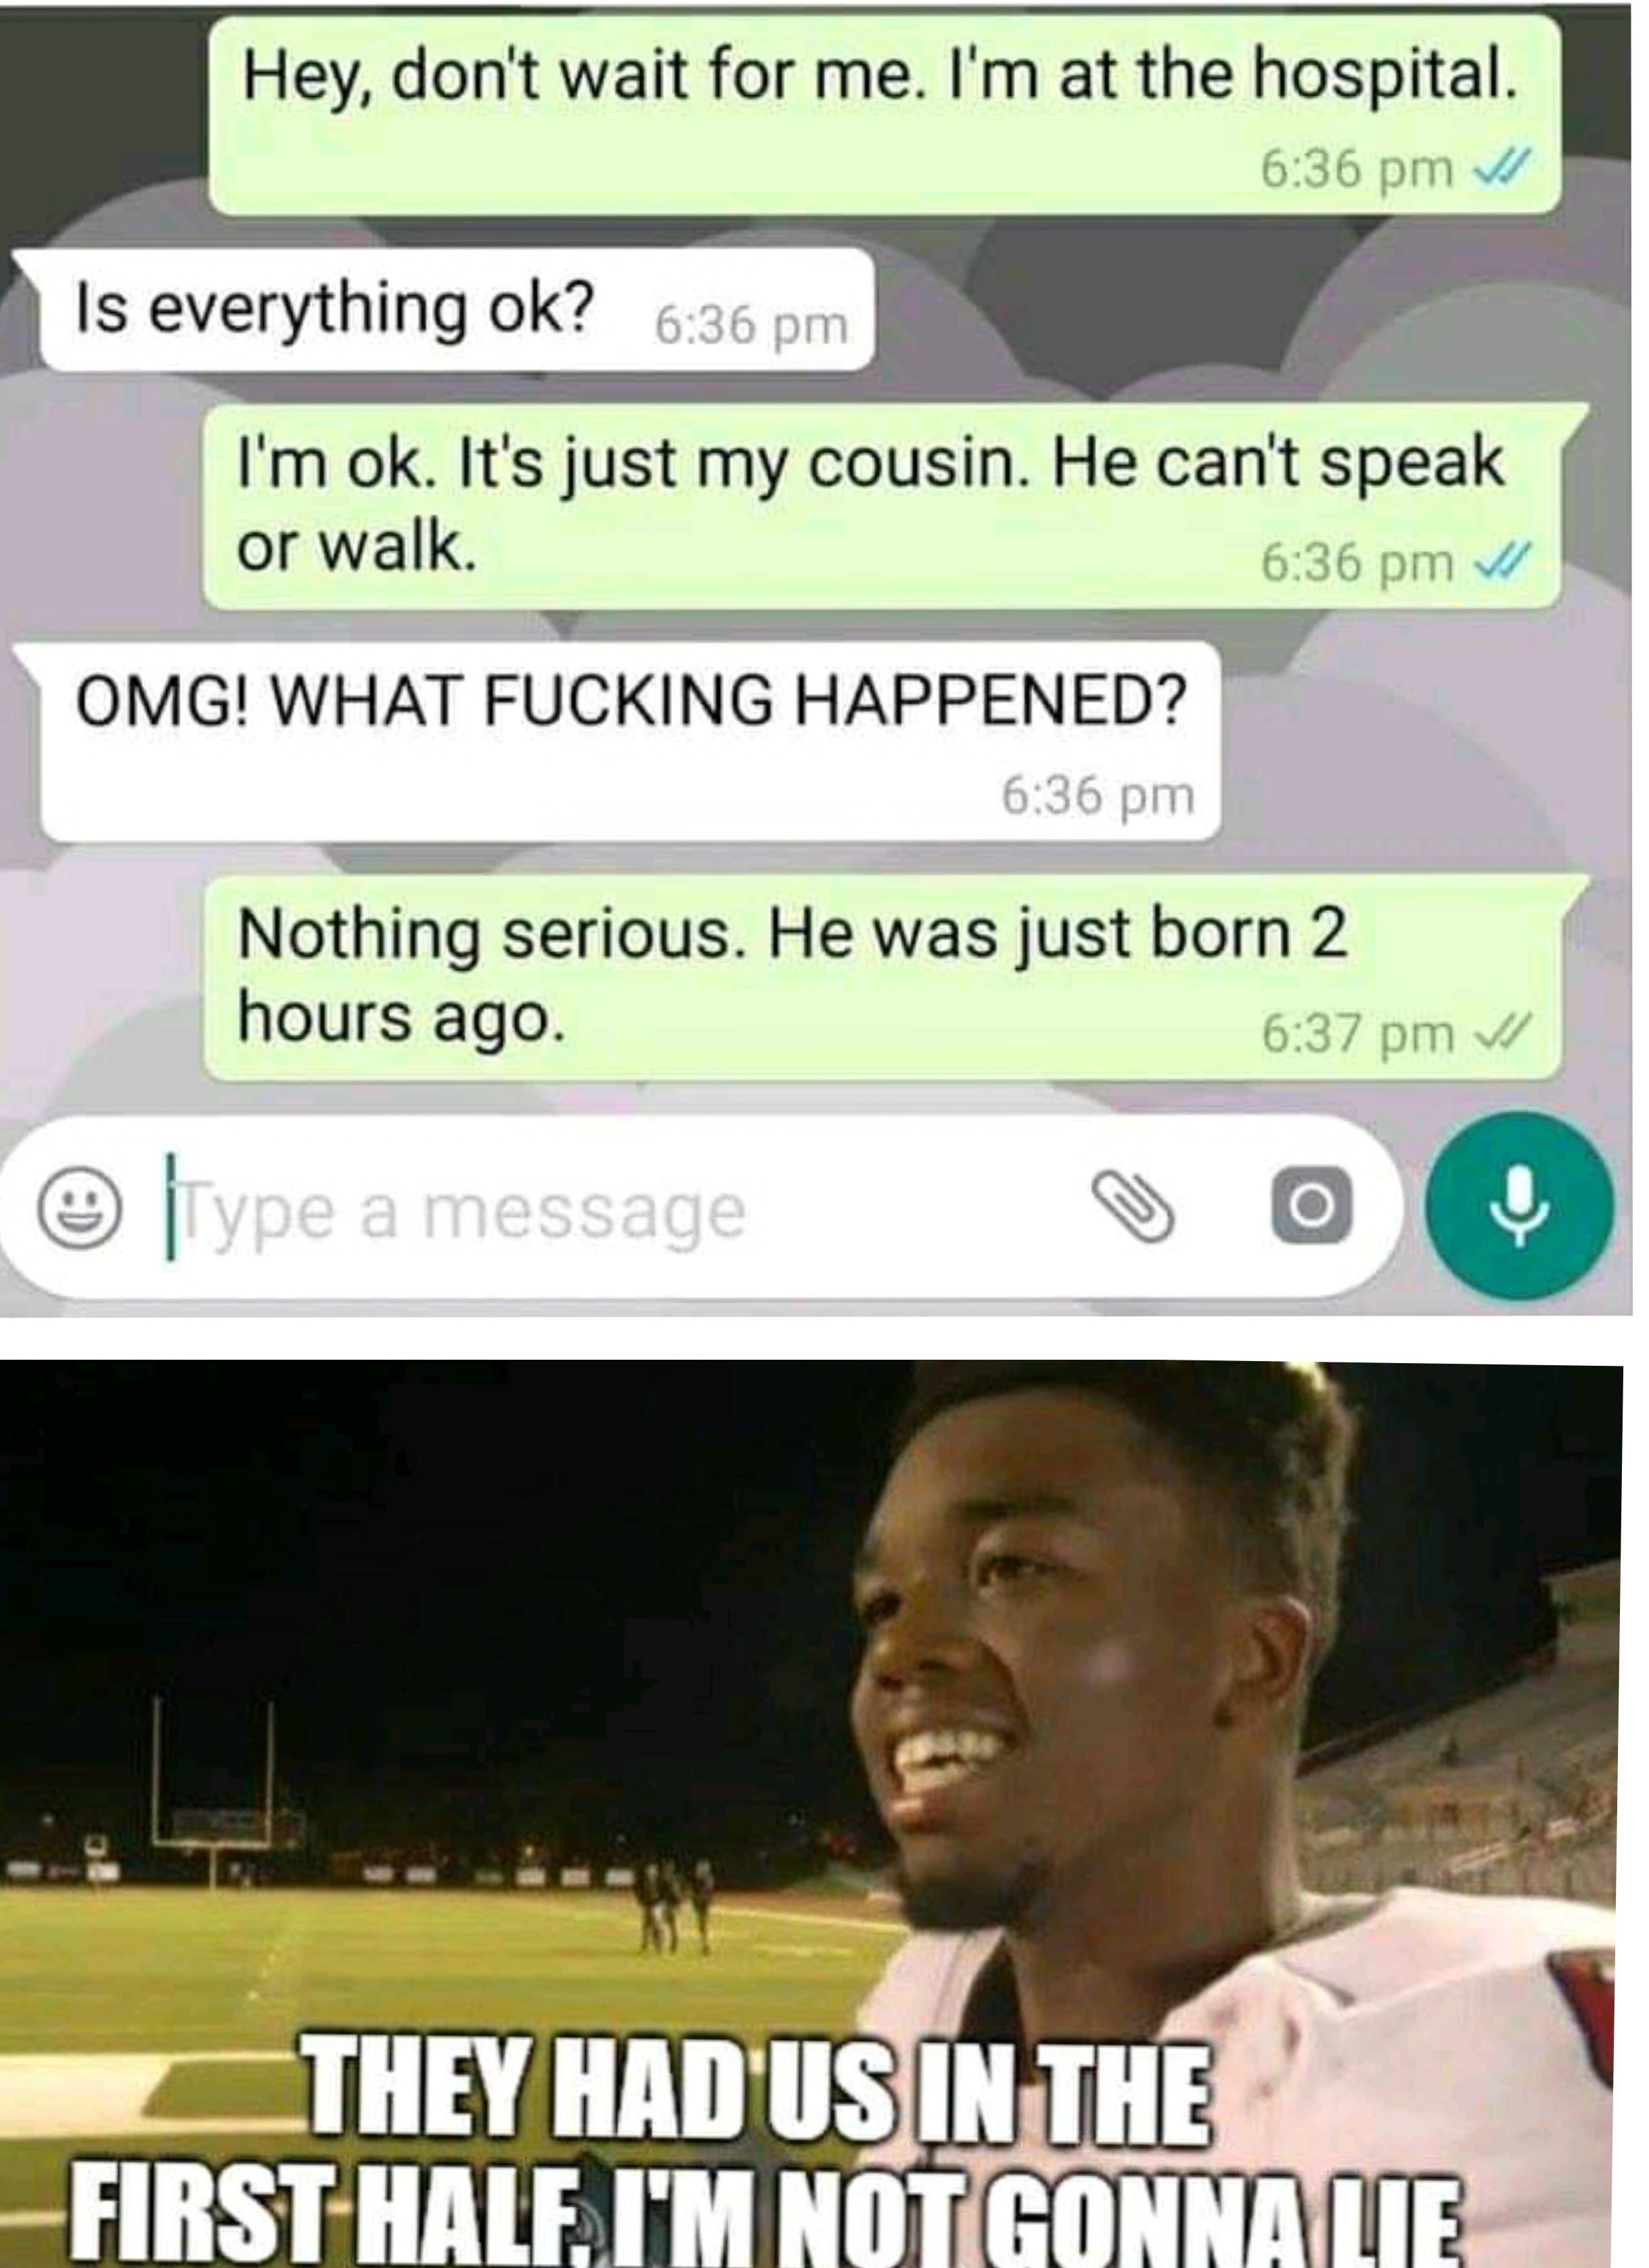 Hey, don't wait for me. I'm at the hospital.
6:36 pm
Is everything ok? 6:36 pm
I'm ok. It's just my cousin. He can't speak
or walk. 6:36 pm
OMG! WHAT FUCKING HAPPENED?
6:36 pm
Nothing serious. He was just born 2
hours ago. 6:37 pm
Type a message
THEY HAD US IN THE
FIRST HALF, I'M NOT GONNA LIE